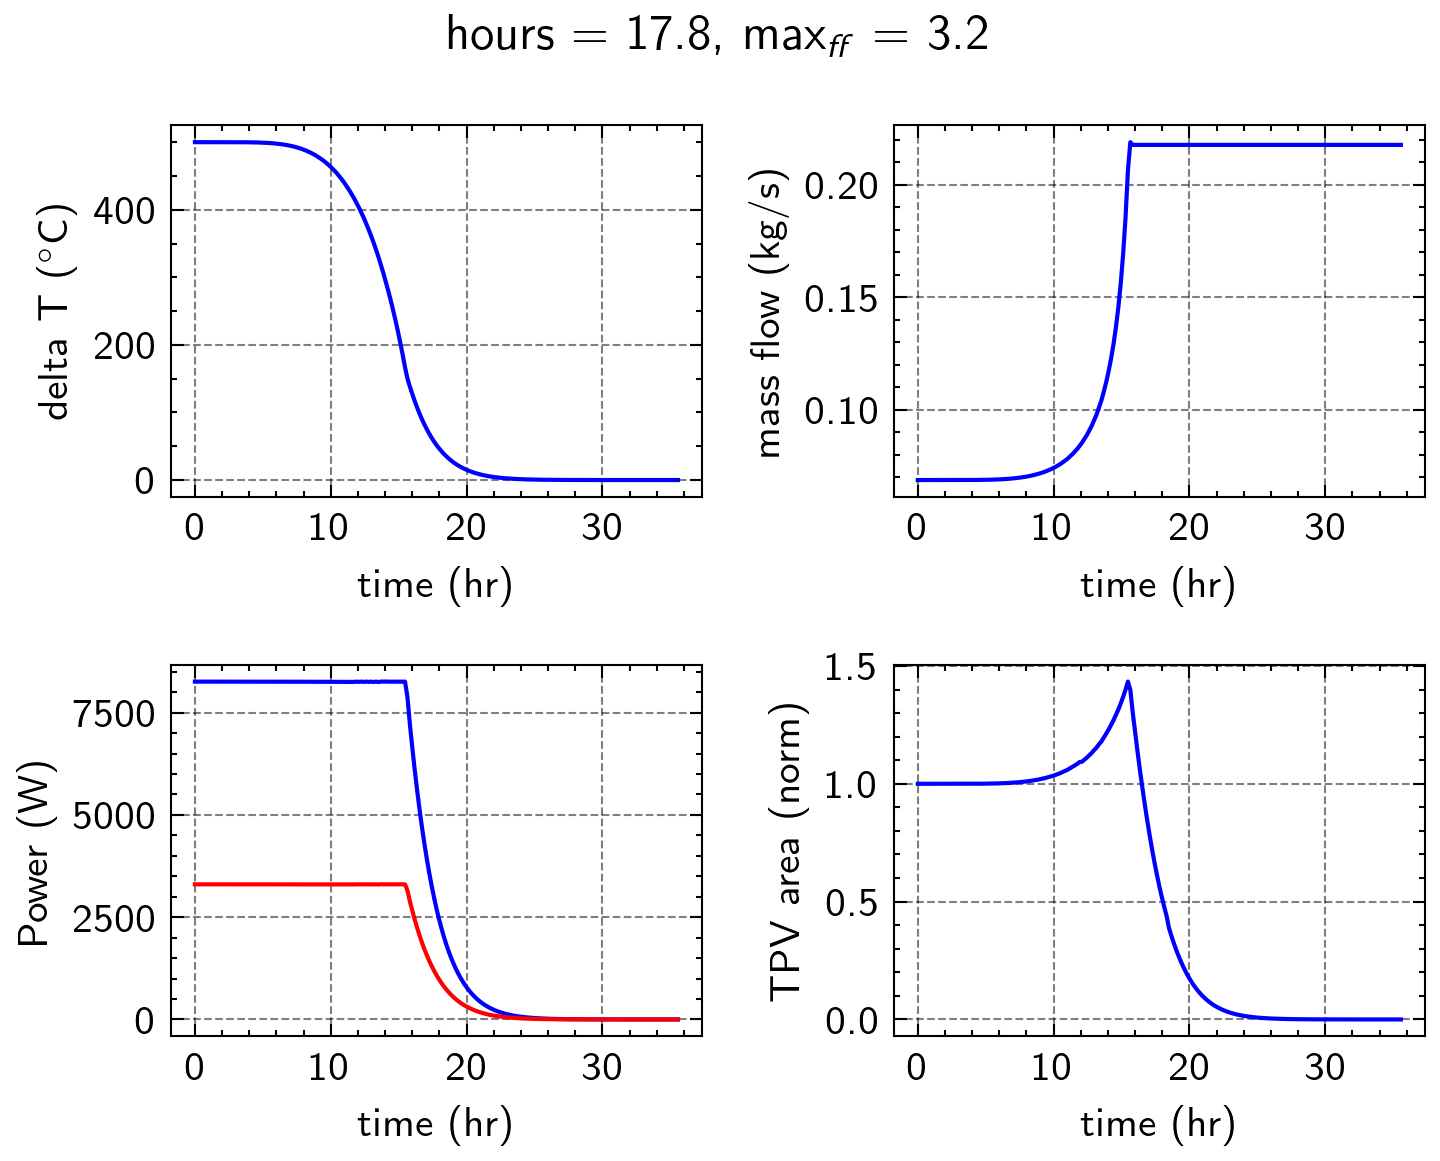 hours = 17.8, max_ff = 3.2
delta T (°C)
400
200
0
0 10 20 30
time (hr)
mass flow (kg/s)
0.20
0.15
0.10
0 10 20 30
time (hr)
Power (W)
7500
5000
2500
0
0 10 20 30
time (hr)
TPV area (norm)
1.5
1.0
0.5
0.0
0 10 20 30
time (hr)